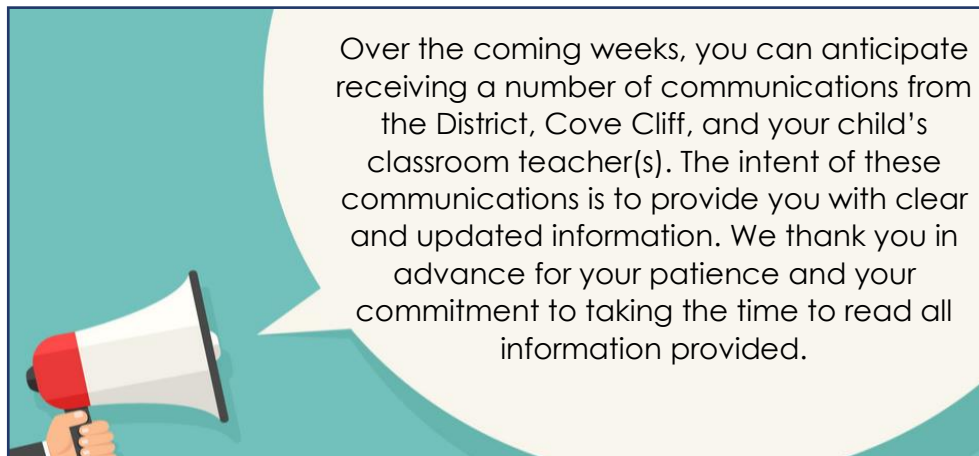 Over the coming weeks, you can anticipate
receiving a number of communications from
the District, Cove Cliff, and your child’s
classroom teacher(s). The intent of these
communications is to provide you with clear
and updated information. We thank you in
advance for your patience and your
commitment to taking the time to read all
information provided.